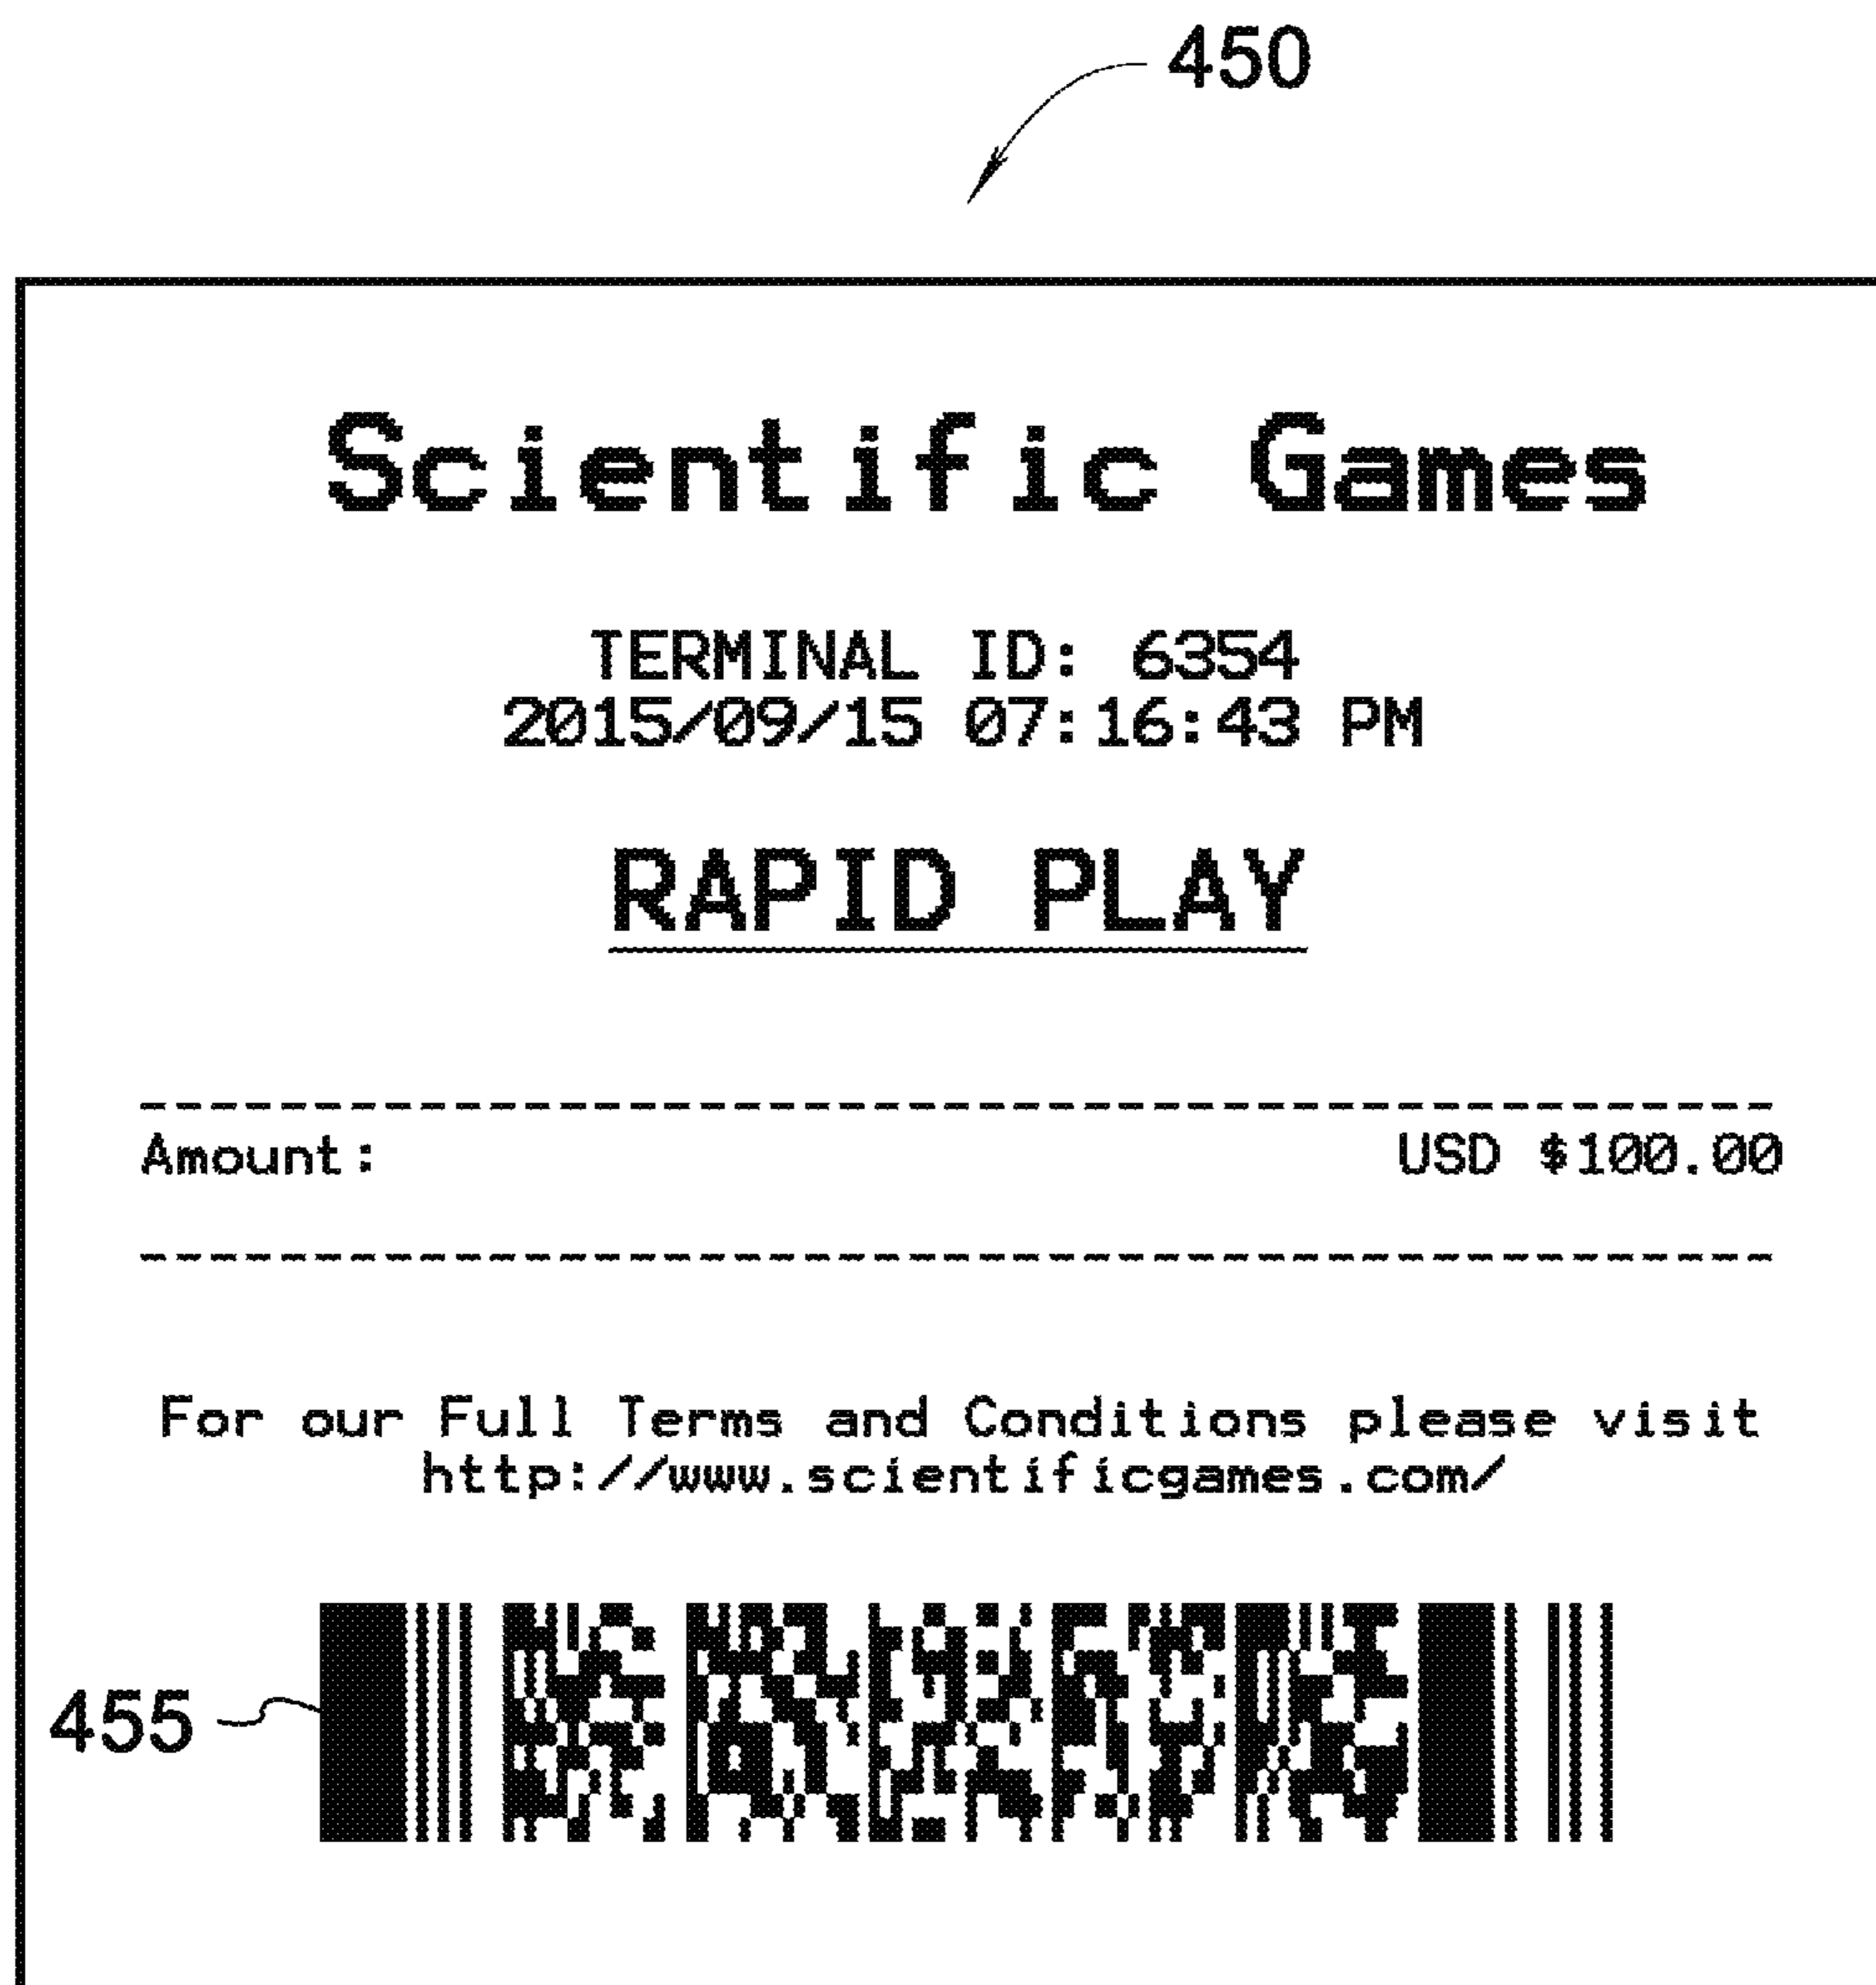 450
Scientific Games
TERMINAL ID: 6354
2015/09/15 07:16:43 PM
RAPID PLAY
Amount: USD $100.00
For our Full Terms and Conditions please visit
http://www.scientificgames.com/
455